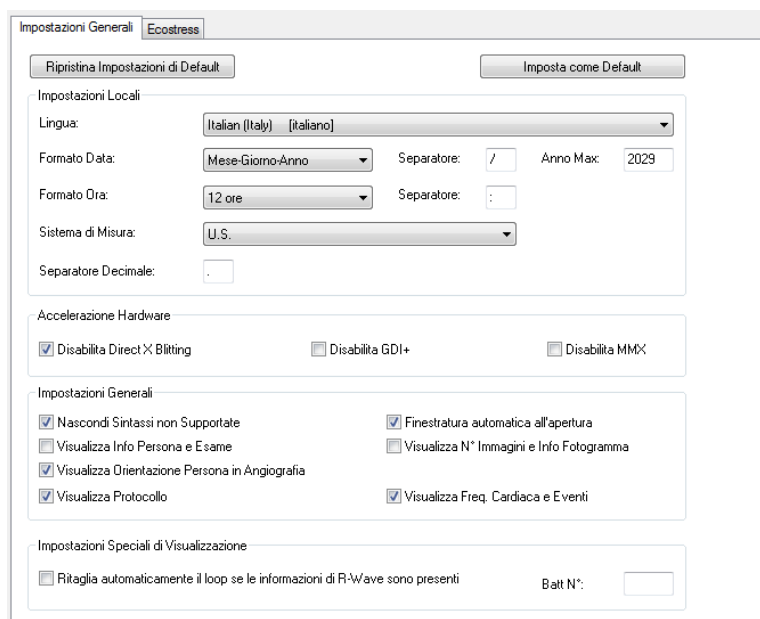 Impostazioni Generali Ecostress
Ripristina Impostazioni di Default Imposta come Default
Impostazioni Locali
Lingua: Italian (Italy) [italiano]
Formato Data: Mese-Giorno-Anno Separatore: / Anno Max: 2029
Formato Ora: 12 ore Separatore: :
Sistema di Misura: U.S.
Separatore Decimale: .
Accelerazione Hardware
Disabilita Direct X Blitting Disabilita GDI+ Disabilita MMX
Impostazioni Generali
Nascondi Sintassi non Supportate Finestratura automatica all'apertura
Visualizza Info Persona e Esame Visualizza N° Immagini e Info Fotogramma
Visualizza Orientazione Persona in Angiografia
Visualizza Protocollo Visualizza Freq. Cardiaca e Eventi
Impostazioni Speciali di Visualizzazione
Ritaglia automaticamente il loop se le informazioni di R-Wave sono presenti Batt N°: